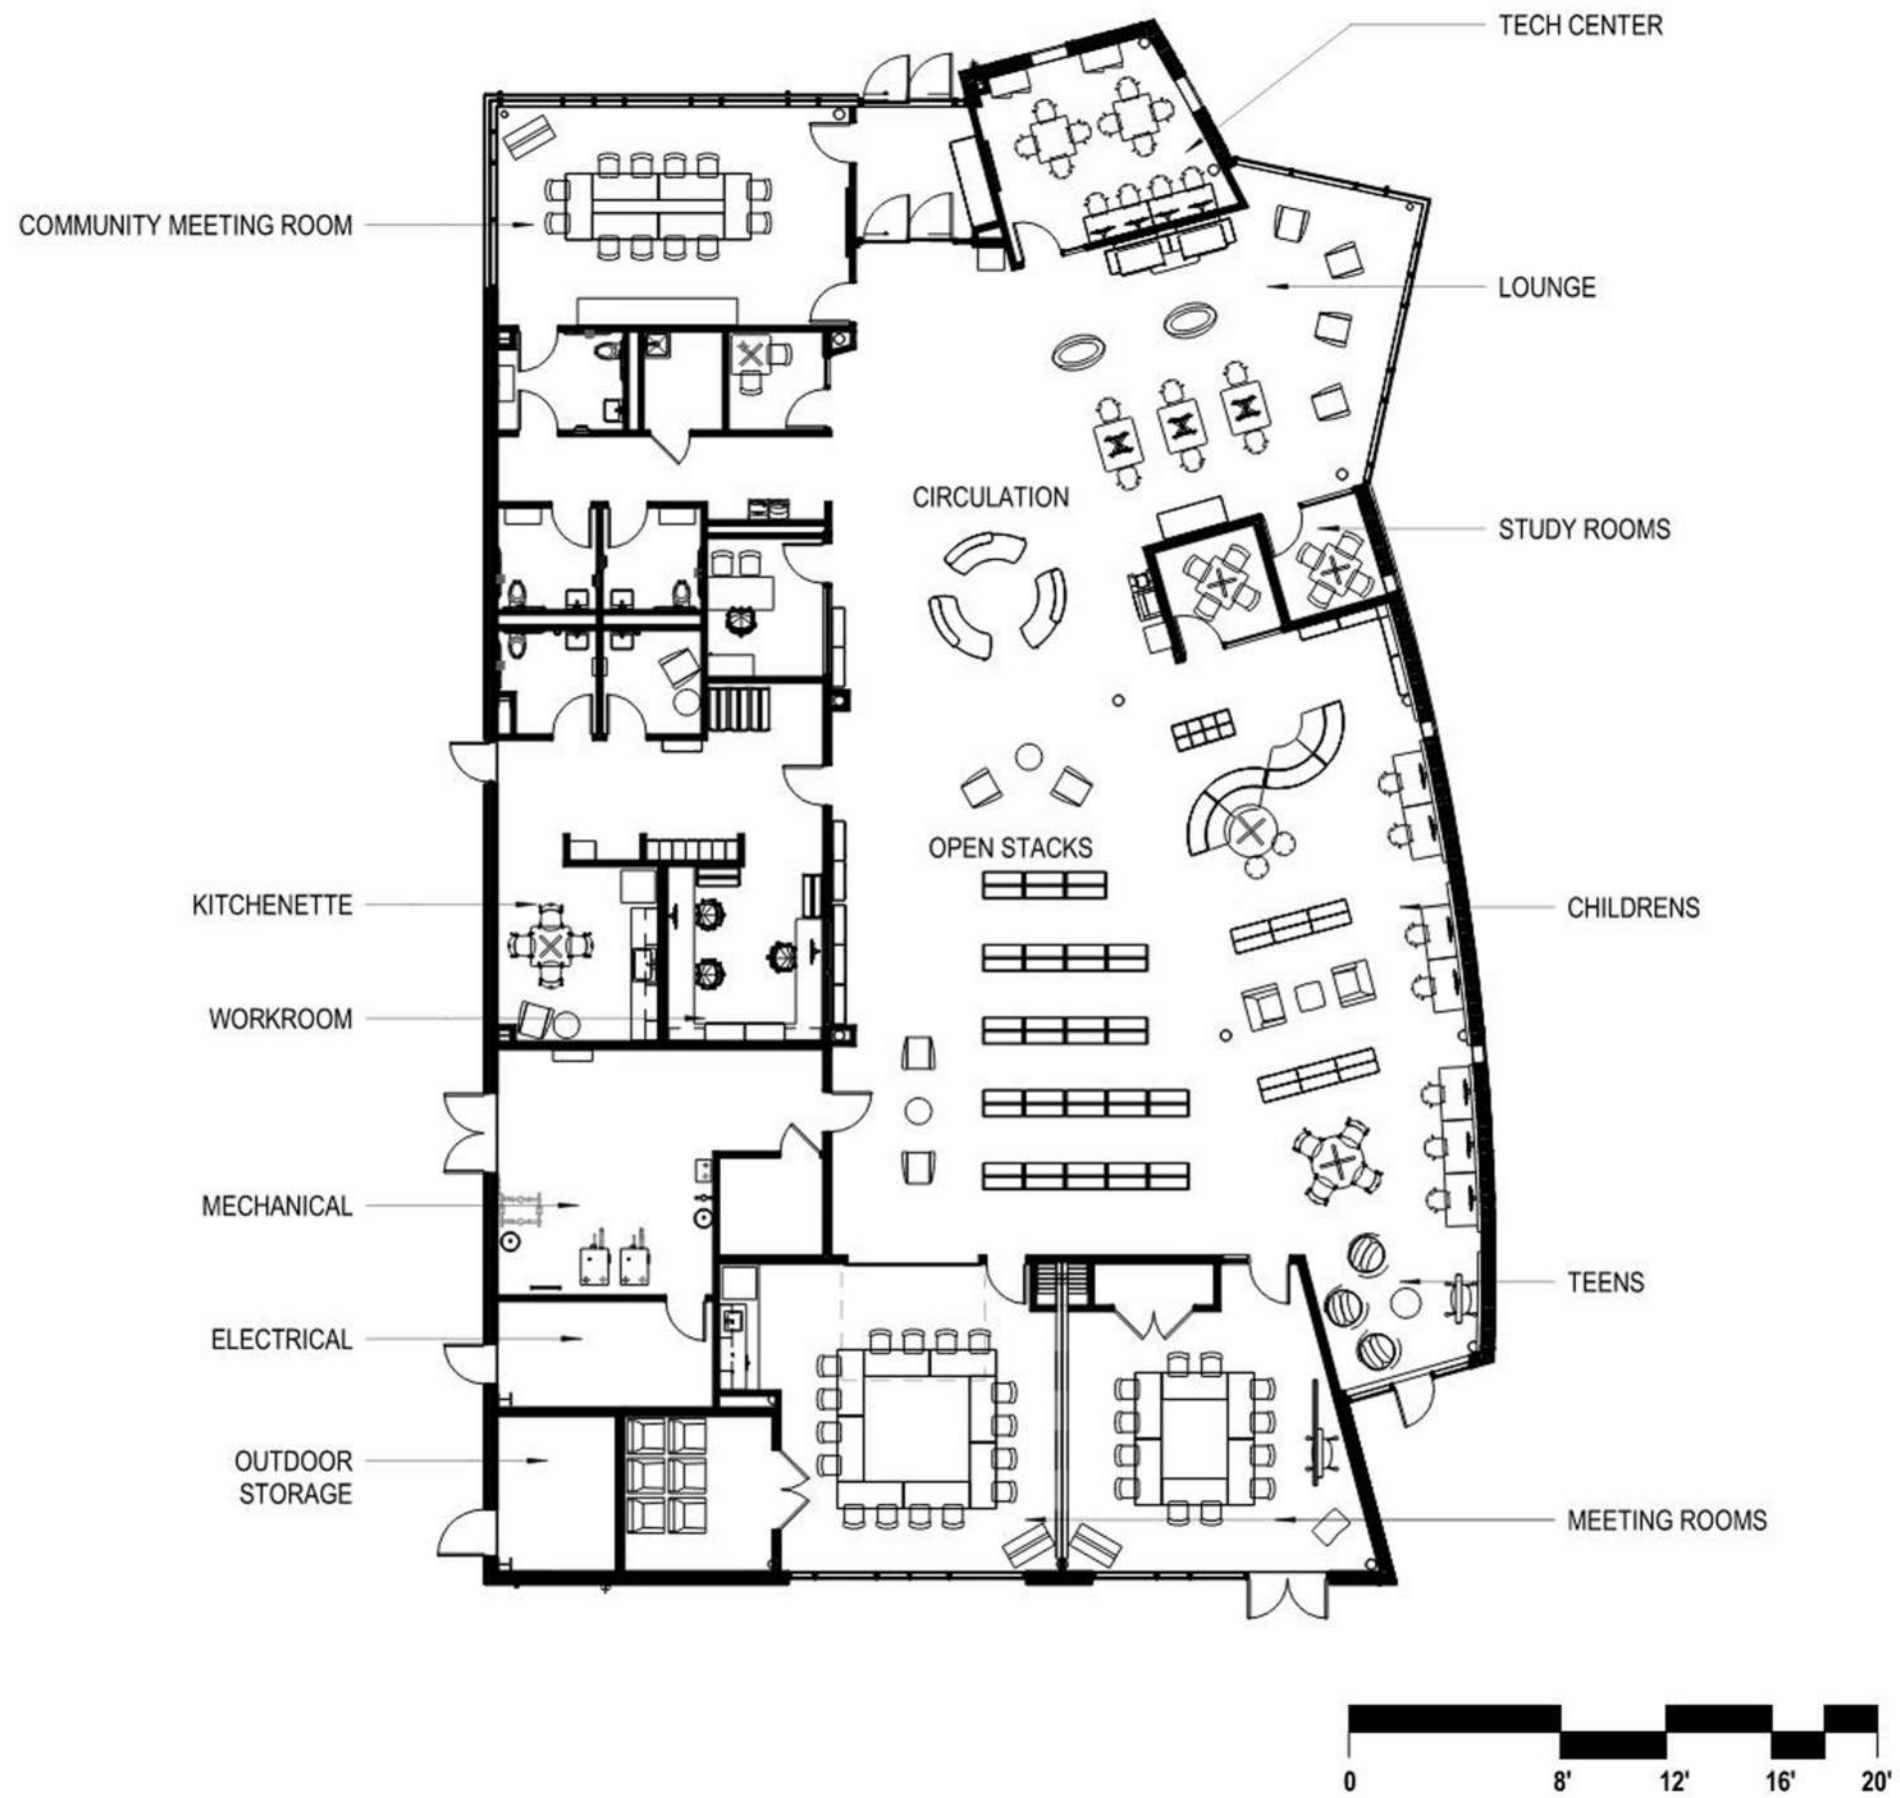 TECH CENTER
COMMUNITY MEETING ROOM
LOUNGE
CIRCULATION
STUDY ROOMS
OPEN STACKS
KITCHENETTE
CHILDRENS
WORKROOM
MECHANICAL
TEENS
ELECTRICAL
OUTDOOR
STORAGE
MEETING ROOMS
0 8' 12' 16' 20'